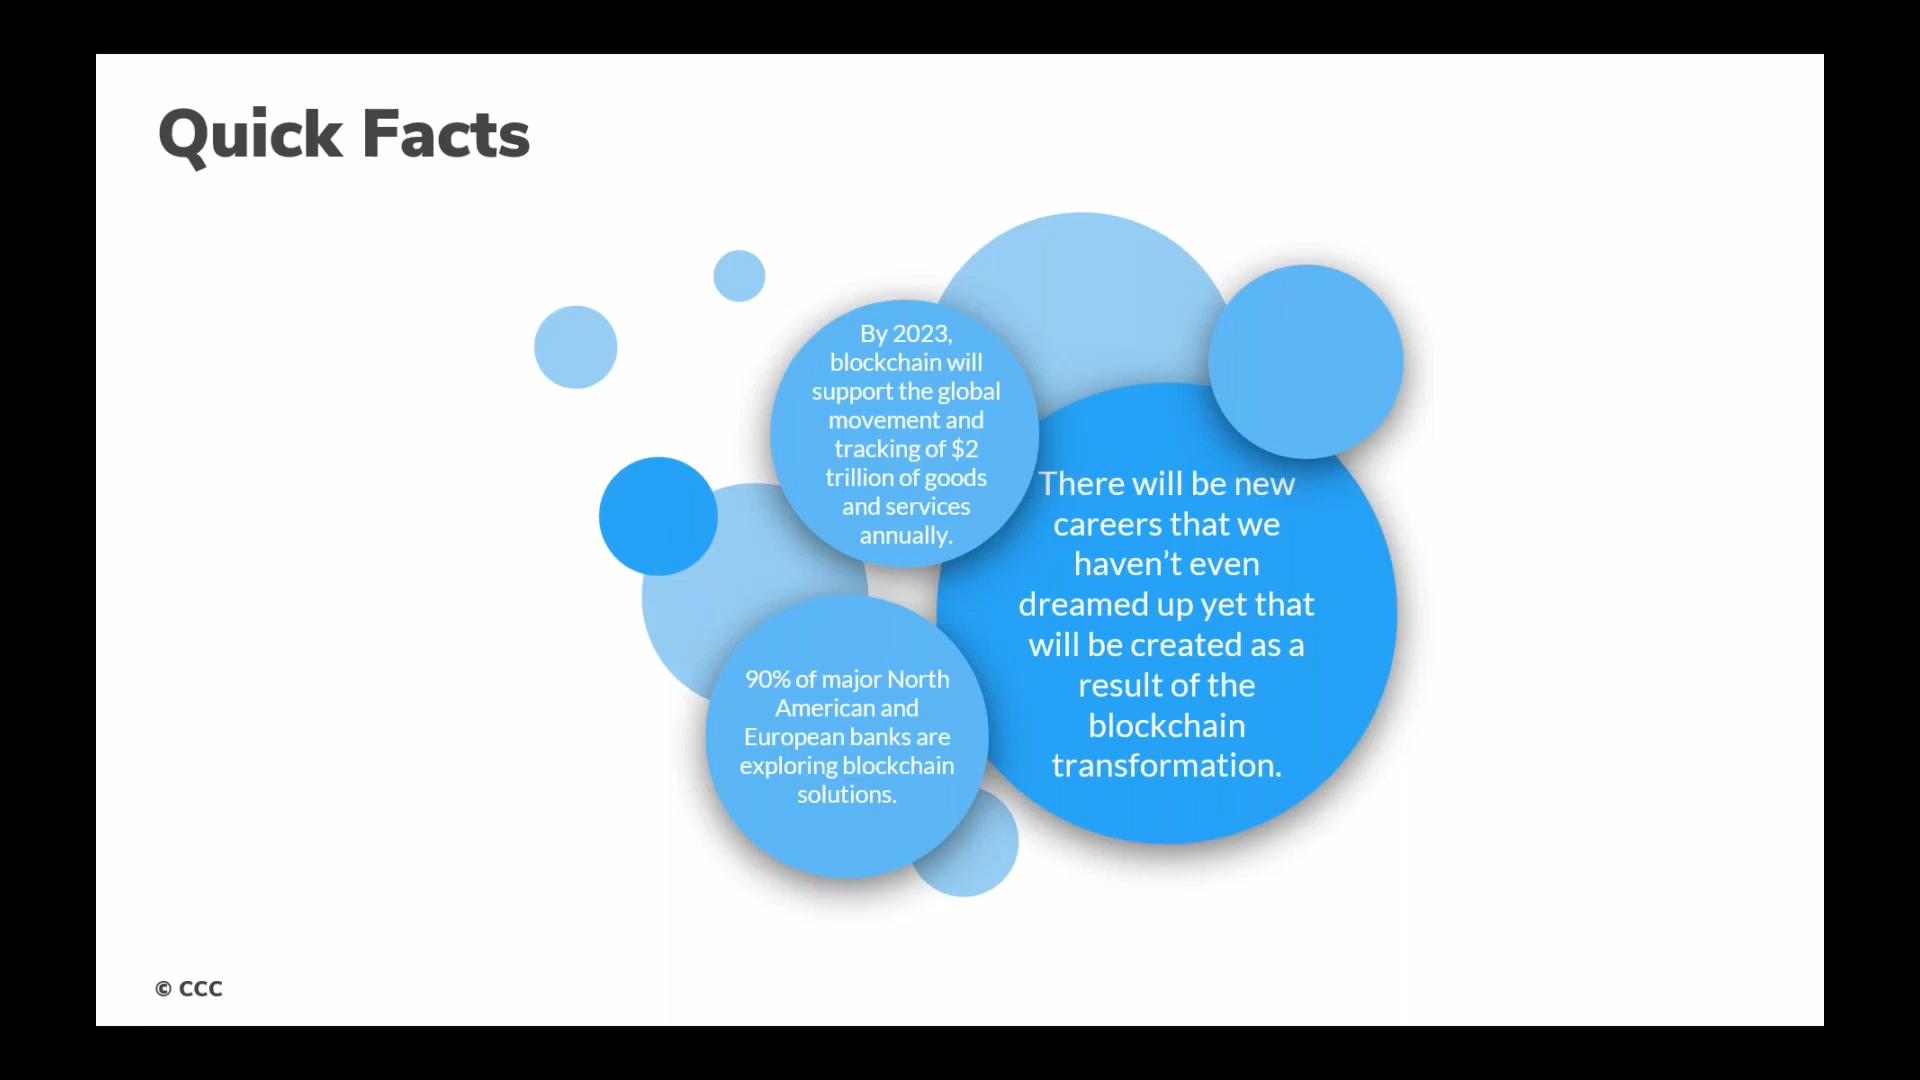 Quick Facts
By 2023,
blockchain will
support the global
movement and
tracking of $2
trillion of goods
and services
annually.
There will be new
careers that we
haven’t even
dreamed up yet that
will be created as a
result of the
blockchain
transformation.
90% of major North
American and
European banks are
exploring blockchain
solutions.
© CCC